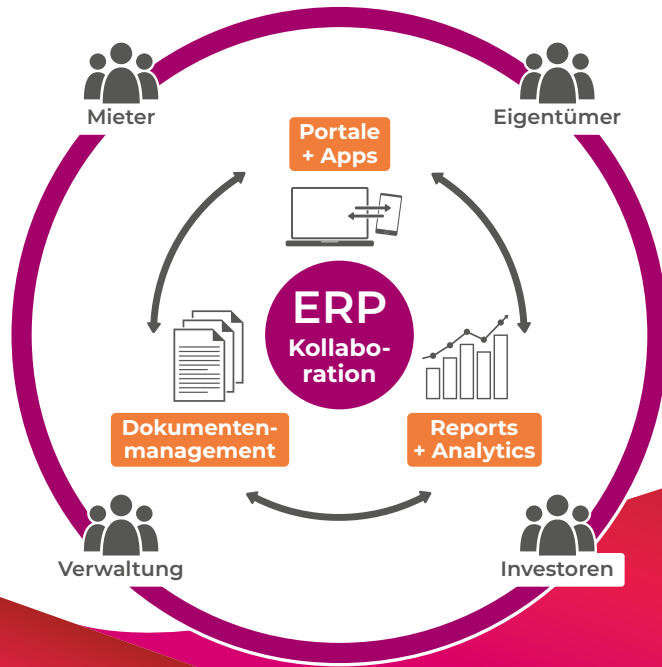 Mieter
Eigentümer
Portale
+ Apps
ERP
Kollabo-
ration
Dokumenten-
management
Reports
+ Analytics
Verwaltung
Investoren